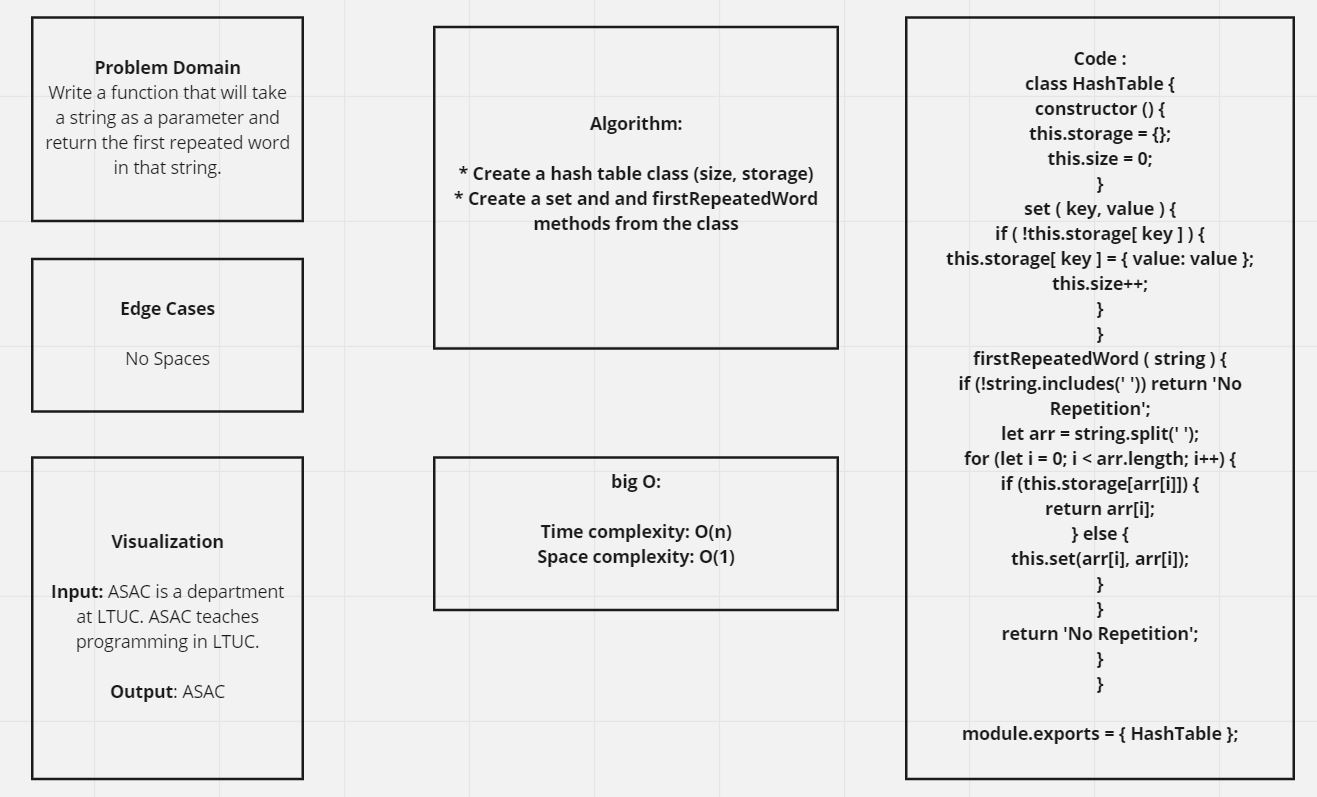 Problem Domain
Write a function that will take
a string as a parameter and
return the first repeated word
in that string.
Edge Cases
No Spaces
Visualization
Input: ASAC is a department
at LTUC. ASAC teaches
programming in LTUC.
Output: ASAC
Algorithm:
* Create a hash table class (size, storage)
* Create a set and and firstRepeatedWord
methods from the class
big O:
Time complexity: O(n)
Space complexity: O(1)
Code :
class HashTable {
constructor () {
this.storage = {};
this.size = 0;
}
set ( key, value ) {
if ( !this.storage[ key ] ) {
this.storage[ key ] = { value: value };
this.size++;
}
}
firstRepeatedWord ( string ) {
if (!string.includes(' ')) return 'No
Repetition';
let arr = string.split(' ');
for (let i = 0; i < arr.length; i++) {
if (this.storage[arr[i]]) {
return arr[i];
} else {
this.set(arr[i], arr[i]);
}
}
return 'No Repetition';
}
}
module.exports = { HashTable };